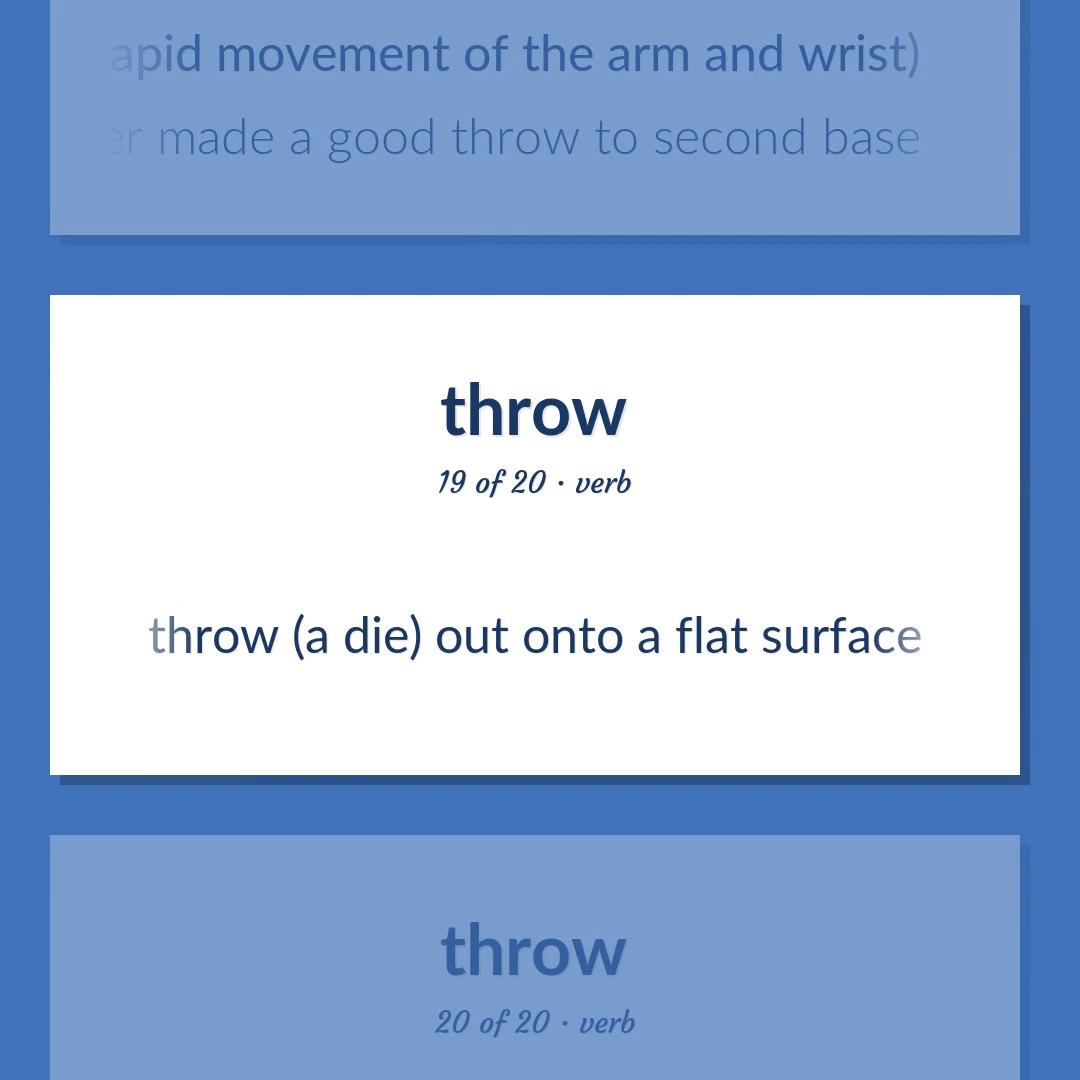 apid movement of the arm and wrist)
er made a good throw to second base
throw
19 of 20 · verb
throw (a die) out onto a flat surface
throw
20 of 20 · verb